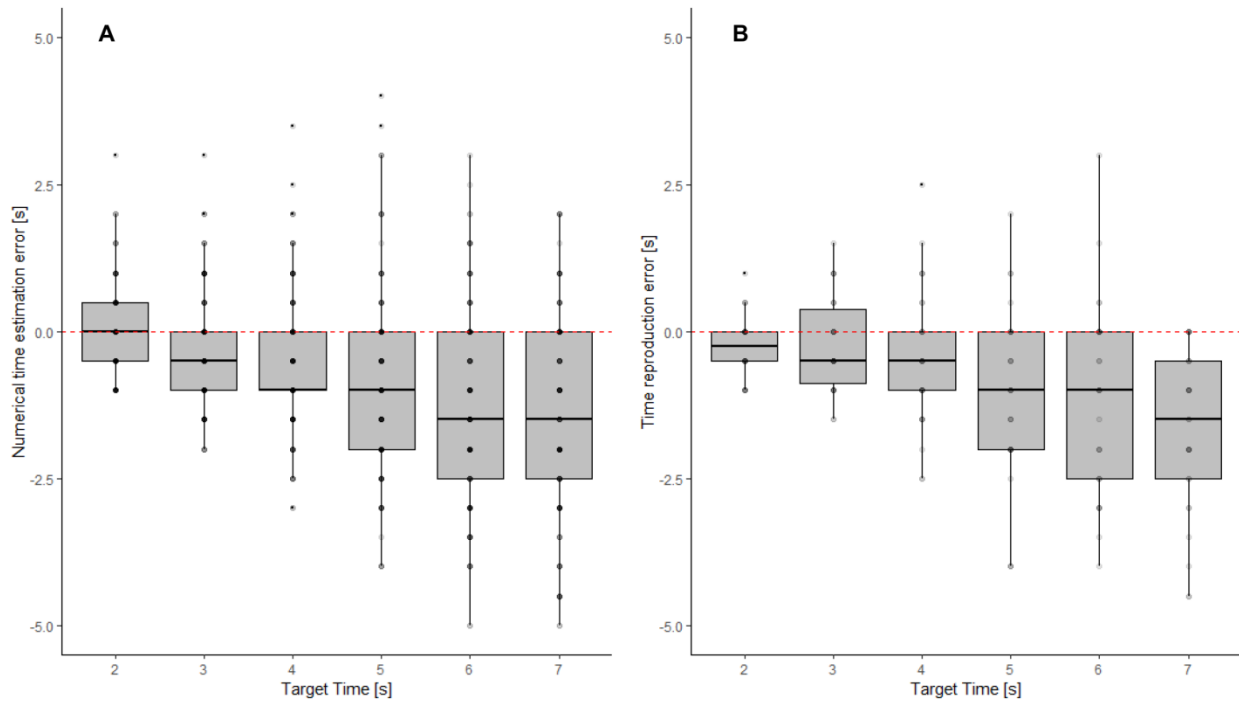 A
5.0
2.5
0.0
-2.5
-5.0
Numerical time estimation error [s]
2 3 4 5 6 7
Target Time [s]
B
5.0
2.5
0.0
-2.5
-5.0
Time reproduction error [s]
2 3 4 5 6 7
Target Time [s]